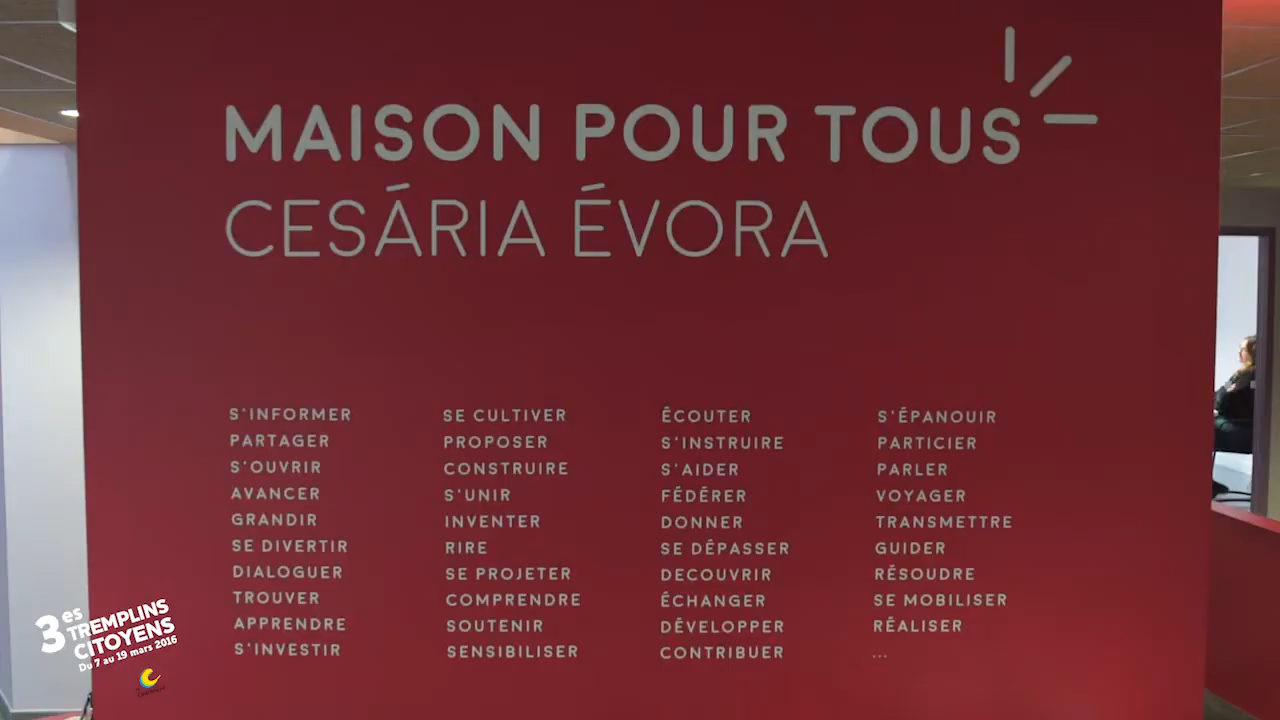 MAISON POUR TOUS
CESÁRIA ÉVORA
S'INFORMER
PARTAGER
S'OUVRIR
AVANCER
GRANDIR
SE DIVERTIR
DIALOGUER
TROUVER
APPRENDRE
S'INVESTIR
SE CULTIVER
PROPOSER
CONSTRUIRE
S'UNIR
INVENTER
RIRE
SE PROJETER
COMPRENDRE
SOUTENIR
SENSIBILISER
ÉCOUTER
S'INSTRUIRE
S'AIDER
FÉDÉRER
DONNER
SE DÉPASSER
DECOUVRIR
ÉCHANGER
DÉVELOPPER
CONTRIBUER
S'ÉPANOUIR
PARTICIER
PARLER
VOYAGER
TRANSMETTRE
GUIDER
RÉSOUDRE
SE MOBILISER
RÉALISER
...
3es TREMPLINS
CITOYENS
Du 7 au 19 mars 2016